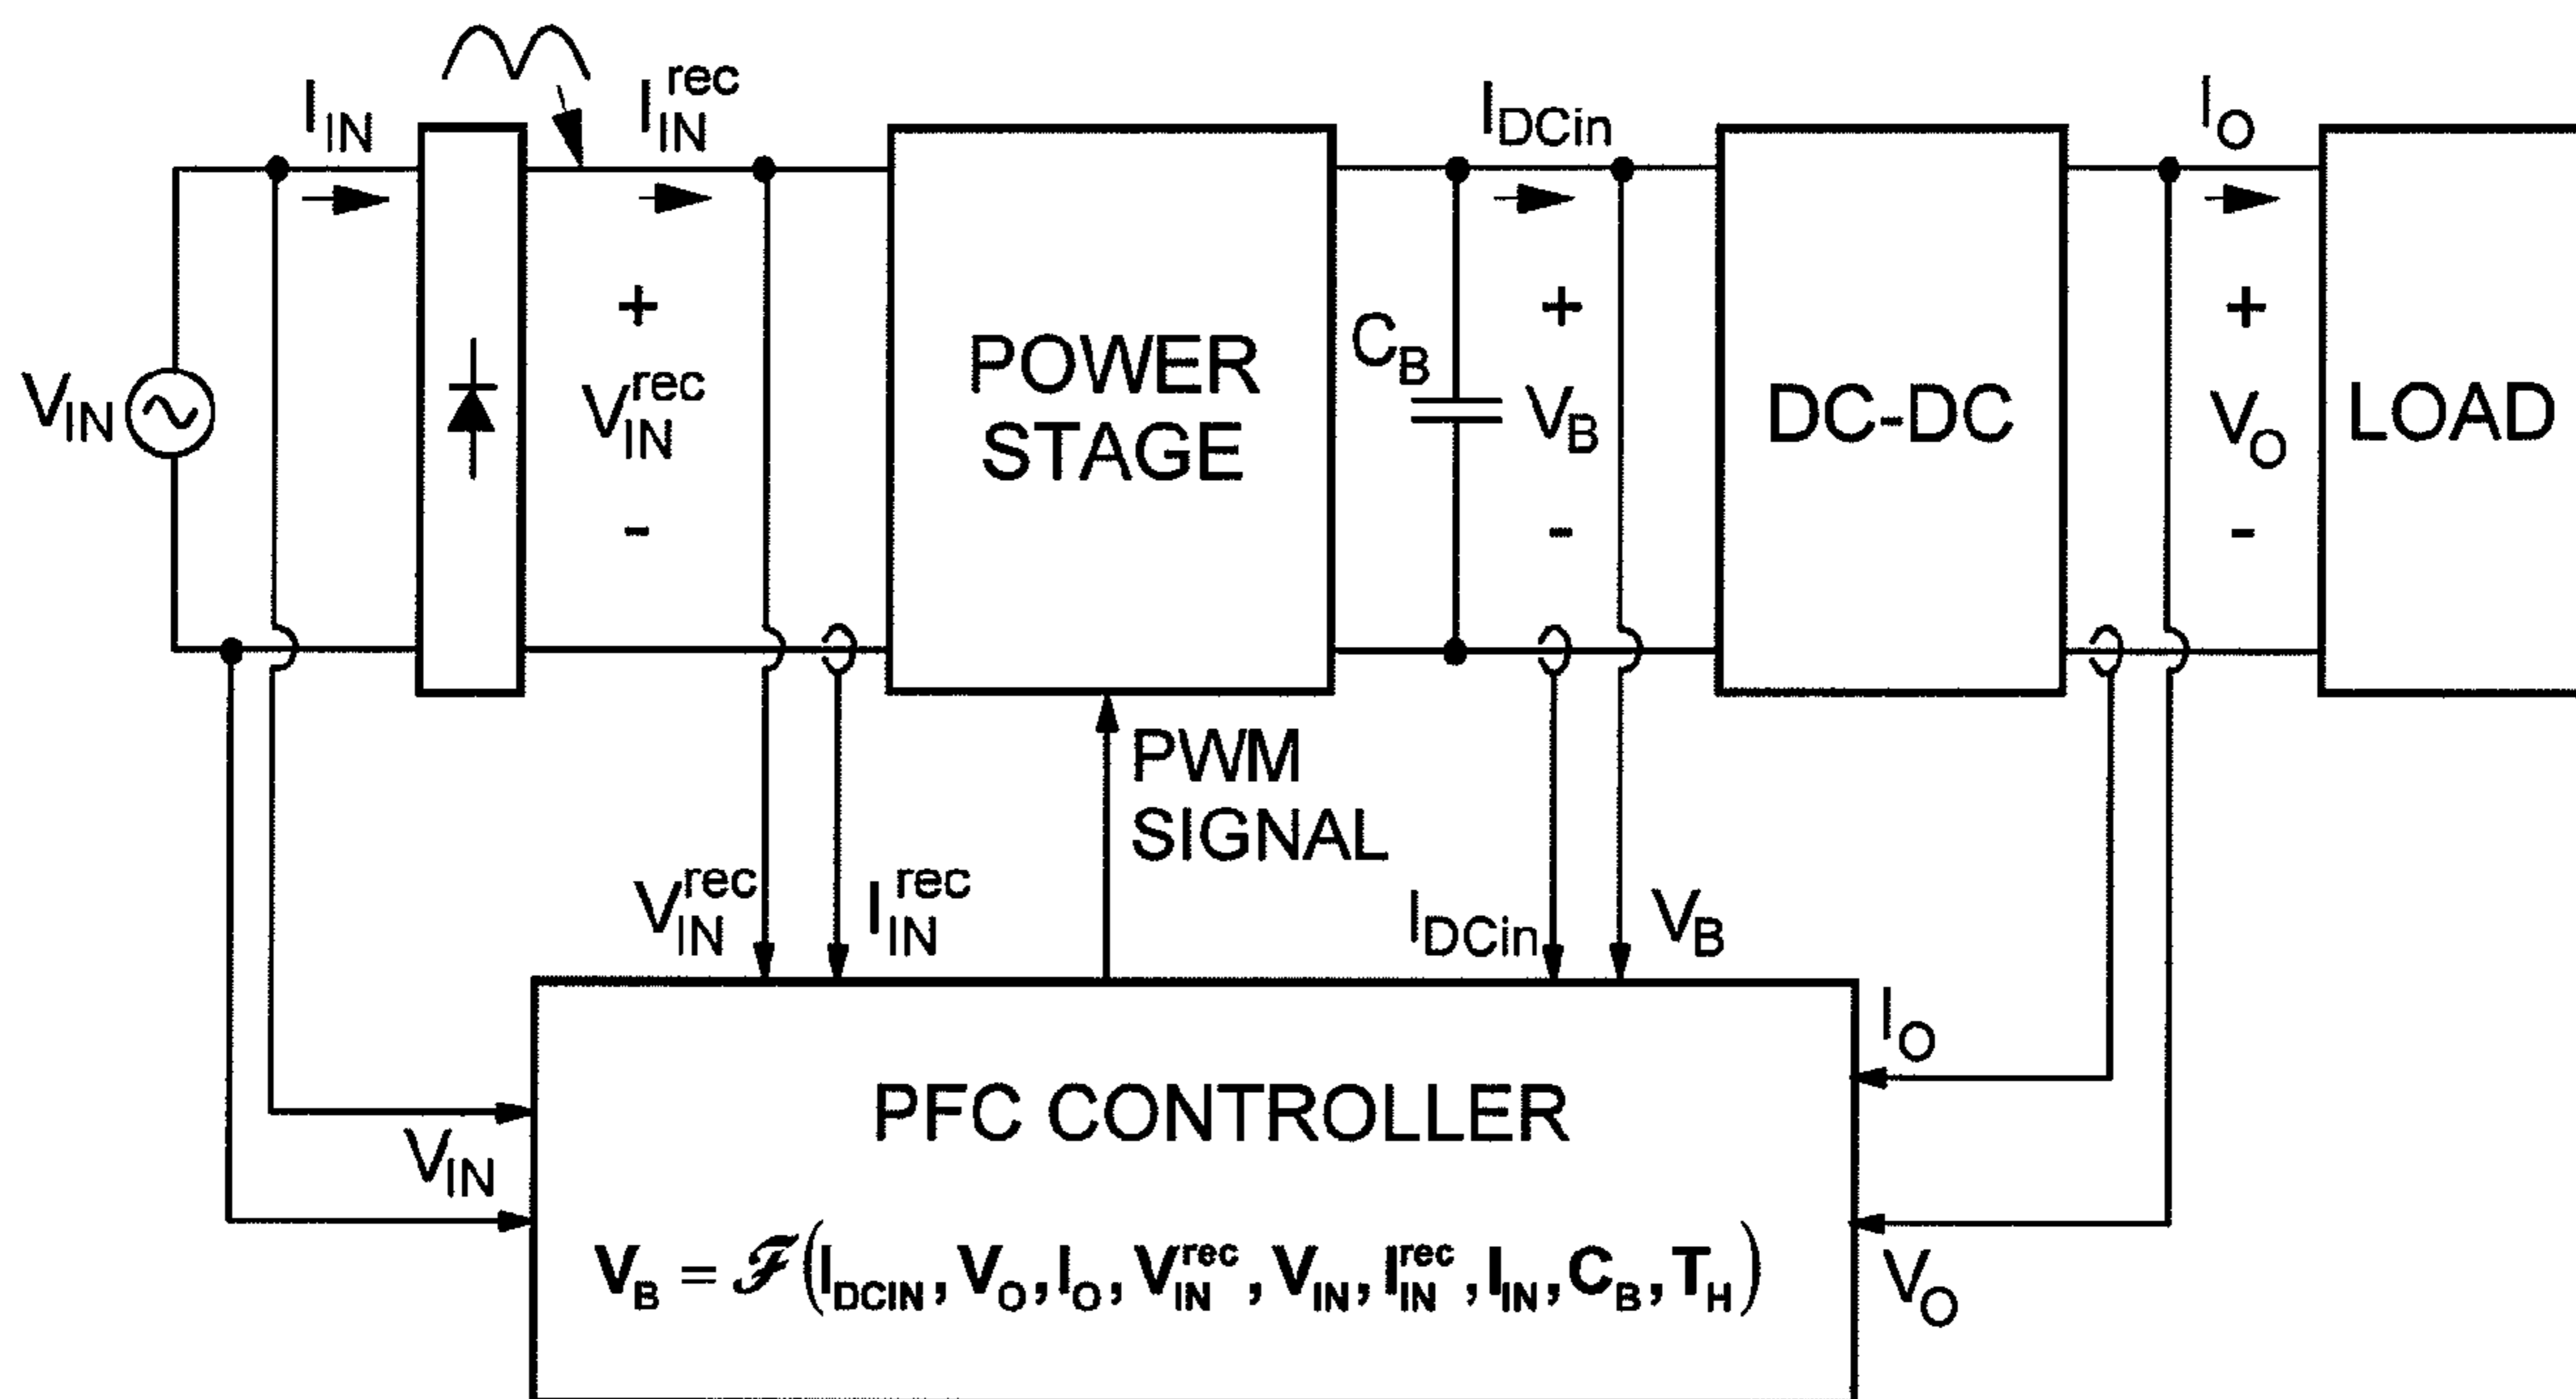 I_IN
I_IN^rec
I_DCin
I_O
V_IN
+
V_IN^rec
-
POWER
STAGE
C_B
+
V_B
-
DC-DC
+
V_O
-
LOAD
PWM
SIGNAL
V_IN^rec
I_IN^rec
I_DCin
V_B
I_O
V_IN
PFC CONTROLLER
V_B = ℱ(I_DCIN, V_O, I_O, V_IN^rec, V_IN, I_IN^rec, I_IN, C_B, T_H)
V_O